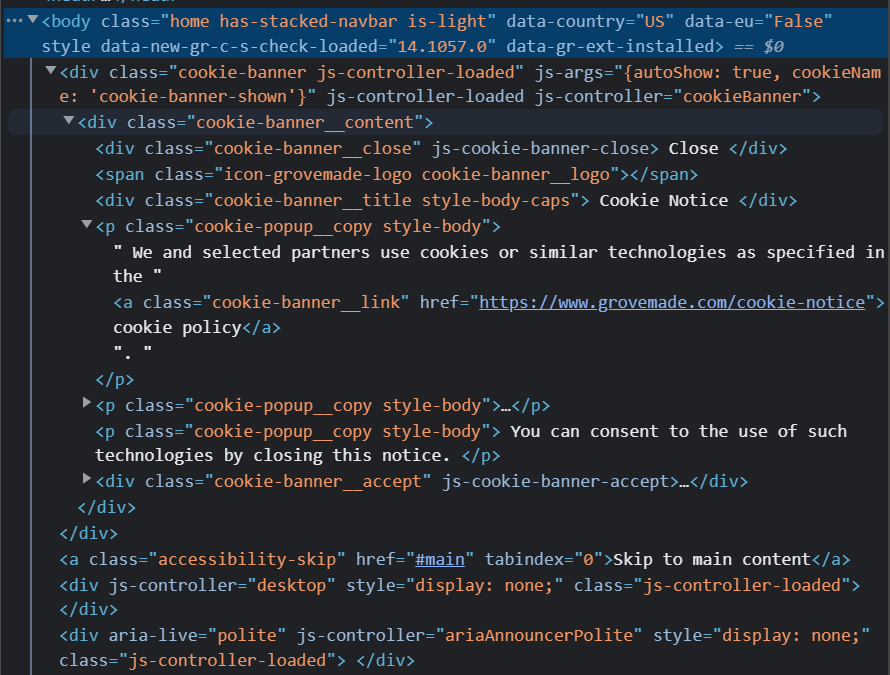 <body class="home has-stacked-navbar is-light" data-country="US" data-eu="False"
style data-new-gr-c-s-check-loaded="14.1057.0" data-gr-ext-installed> == $0
<div class="cookie-banner js-controller-loaded" js-args="{autoShow: true, cookieNam
e: 'cookie-banner-shown'}" js-controller-loaded js-controller="cookieBanner">
<div class="cookie-banner__content">
<div class="cookie-banner__close" js-cookie-banner-close> Close </div>
<span class="icon-grovemade-logo cookie-banner__logo"></span>
<div class="cookie-banner__title style-body-caps"> Cookie Notice </div>
<p class="cookie-popup__copy style-body">
" We and selected partners use cookies or similar technologies as specified in
the "
<a class="cookie-banner__link" href="https://www.grovemade.com/cookie-notice">
cookie policy</a>
". "
</p>
<p class="cookie-popup__copy style-body">…</p>
<p class="cookie-popup__copy style-body"> You can consent to the use of such
technologies by closing this notice. </p>
<div class="cookie-banner__accept" js-cookie-banner-accept>…</div>
</div>
</div>
<a class="accessibility-skip" href="#main" tabindex="0">Skip to main content</a>
<div js-controller="desktop" style="display: none;" class="js-controller-loaded">
</div>
<div aria-live="polite" js-controller="ariaAnnouncerPolite" style="display: none;"
class="js-controller-loaded"> </div>